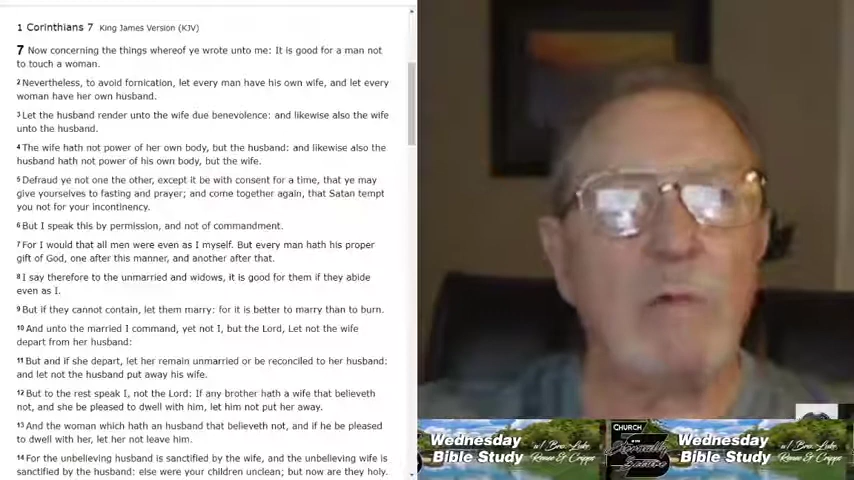 1 Corinthians 7 King James Version (KJV)
7 Now concerning the things whereof ye wrote unto me: It is good for a man not
to touch a woman.
2 Nevertheless, to avoid fornication, let every man have his own wife, and let every
woman have her own husband.
3 Let the husband render unto the wife due benevolence: and likewise also the wife
unto the husband.
4 The wife hath not power of her own body, but the husband: and likewise also the
husband hath not power of his own body, but the wife.
5 Defraud ye not one the other, except it be with consent for a time, that ye may
give yourselves to fasting and prayer; and come together again, that Satan tempt
you not for your incontinency.
6 But I speak this by permission, and not of commandment.
7 For I would that all men were even as I myself. But every man hath his proper
gift of God, one after this manner, and another after that.
8 I say therefore to the unmarried and widows, it is good for them if they abide
even as I.
9 But if they cannot contain, let them marry: for it is better to marry than to burn.
10 And unto the married I command, yet not I, but the Lord, Let not the wife
depart from her husband:
11 But and if she depart, let her remain unmarried or be reconciled to her husband:
and let not the husband put away his wife.
12 But to the rest speak I, not the Lord: If any brother hath a wife that believeth
not, and she be pleased to dwell with him, let him not put her away.
13 And the woman which hath an husband that believeth not, and if he be pleased
to dwell with her, let her not leave him.
14 For the unbelieving husband is sanctified by the wife, and the unbelieving wife is
sanctified by the husband: else were your children unclean; but now are they holy.
Wednesday
Bible Study
w/ Bro. Luke
Renee & Cripps
CHURCH
Eternally
Secure
Wednesday
Bible Study
w/ Bro. Luke
Renee & Cripps